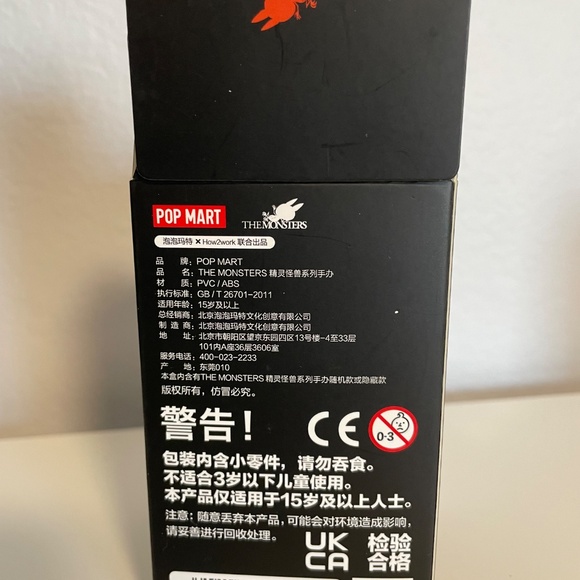 POP MART THE MONSTERS
泡泡玛特 × How2work 联合出品
品 牌: POP MART
品 名: THE MONSTERS 精灵怪兽系列手办
材 质: PVC / ABS
执行标准: GB / T 26701-2011
适用年龄: 15岁及以上
总经销商: 北京泡泡玛特文化创意有限公司
制 造 商: 北京泡泡玛特文化创意有限公司
地 址: 北京市朝阳区望京东园四区13号楼-4至33层
101内A座36层3606室
服务电话: 400-023-2233
产 地: 东莞010
本盒内含有THE MONSTERS 精灵怪兽系列手办随机款或隐藏款
版权所有,仿冒必究。
警告! CE 0-3
包装内含小零件,请勿吞食。
不适合3岁以下儿童使用。
本产品仅适用于15岁及以上人士。
注意: 随意丢弃本产品,可能会对环境造成影响,
请妥善进行回收处理。
UK 检验
CA 合格